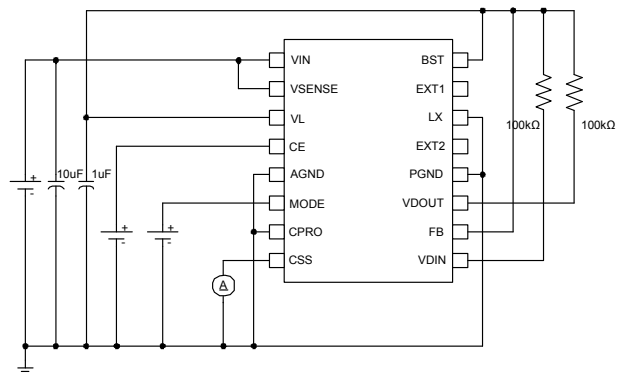 VIN
VSENSE
VL
CE
AGND
MODE
CPRO
CSS
BST
EXT1
LX
EXT2
PGND
VDOUT
FB
VDIN
+
-
10uF
1uF
+
-
+
-
A
100kΩ
100kΩ